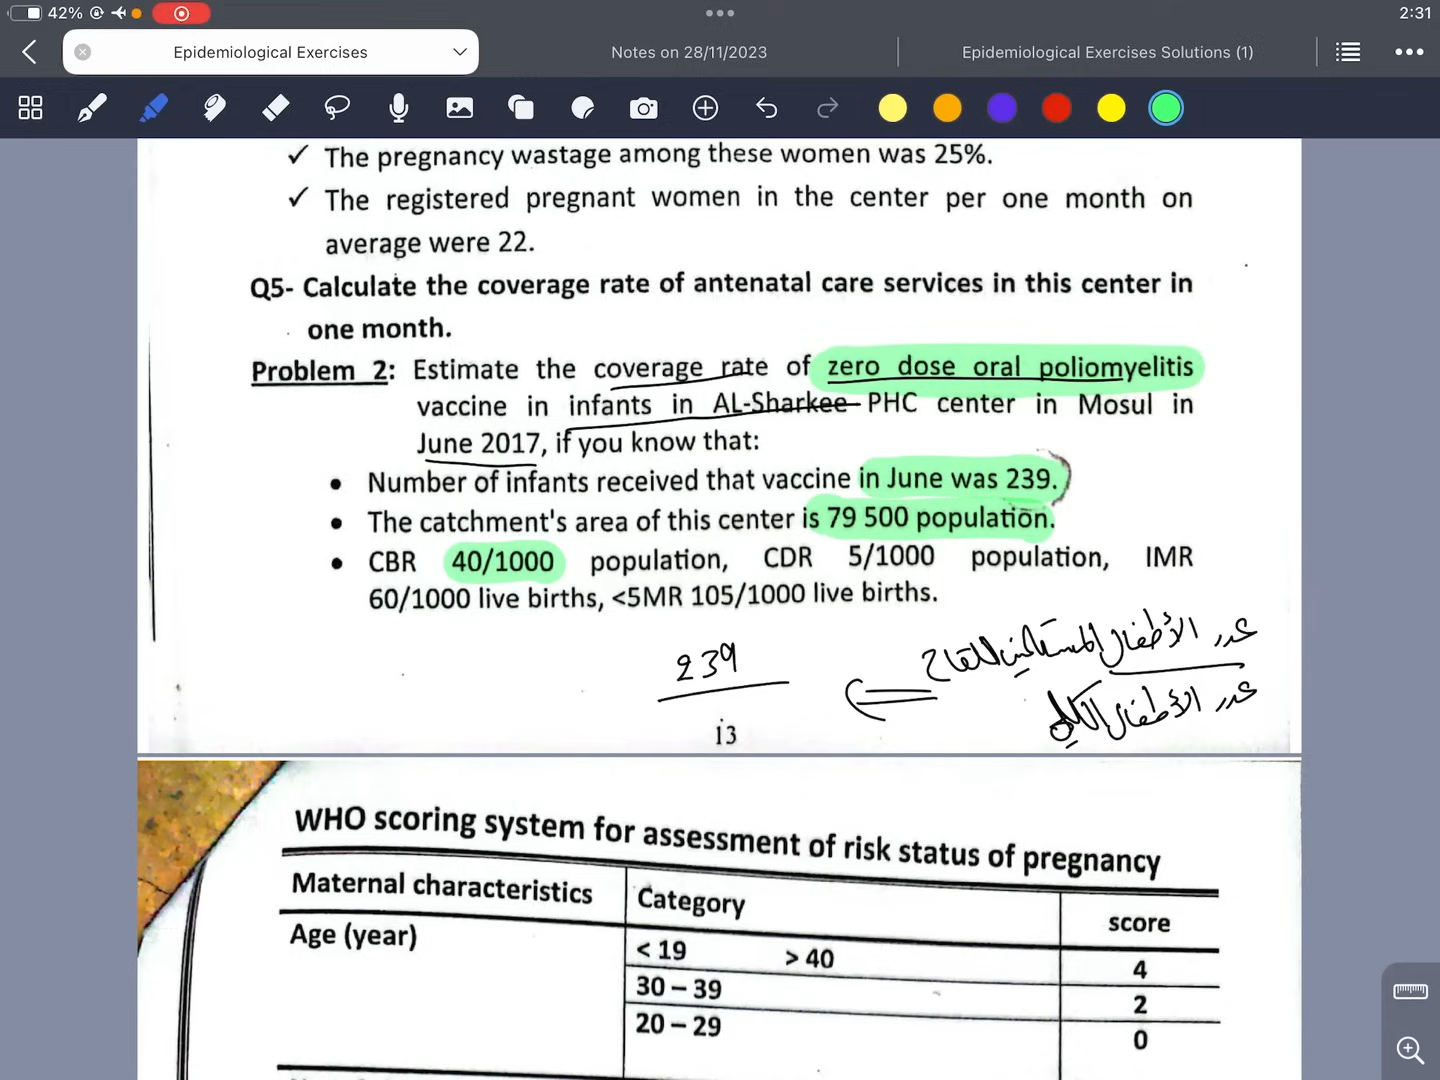 42%
2:31
Epidemiological Exercises
Notes on 28/11/2023
Epidemiological Exercises Solutions (1)
✓ The pregnancy wastage among these women was 25%.
✓ The registered pregnant women in the center per one month on
average were 22.
Q5- Calculate the coverage rate of antenatal care services in this center in
one month.
Problem 2: Estimate the coverage rate of zero dose oral poliomyelitis
vaccine in infants in AL-Sharkee PHC center in Mosul in
June 2017, if you know that:
• Number of infants received that vaccine in June was 239.
• The catchment's area of this center is 79 500 population.
• CBR 40/1000 population, CDR 5/1000 population, IMR
60/1000 live births, <5MR 105/1000 live births.
عدد الأطفال المستلمين اللقاح
239
عدد الأطفال الكلي
13
WHO scoring system for assessment of risk status of pregnancy
Maternal characteristics Category score
Age (year) < 19 > 40 4
30 – 39 2
20 – 29 0